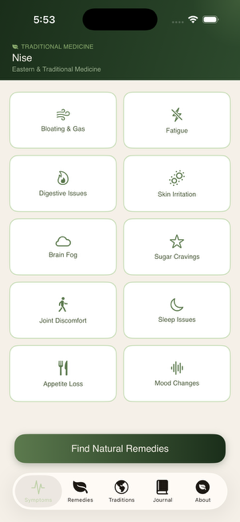 5:53
TRADITIONAL MEDICINE
Nise
Eastern & Traditional Medicine
Bloating & Gas
Fatigue
Digestive Issues
Skin Irritation
Brain Fog
Sugar Cravings
Joint Discomfort
Sleep Issues
Appetite Loss
Mood Changes
Find Natural Remedies
Symptoms
Remedies
Traditions
Journal
About